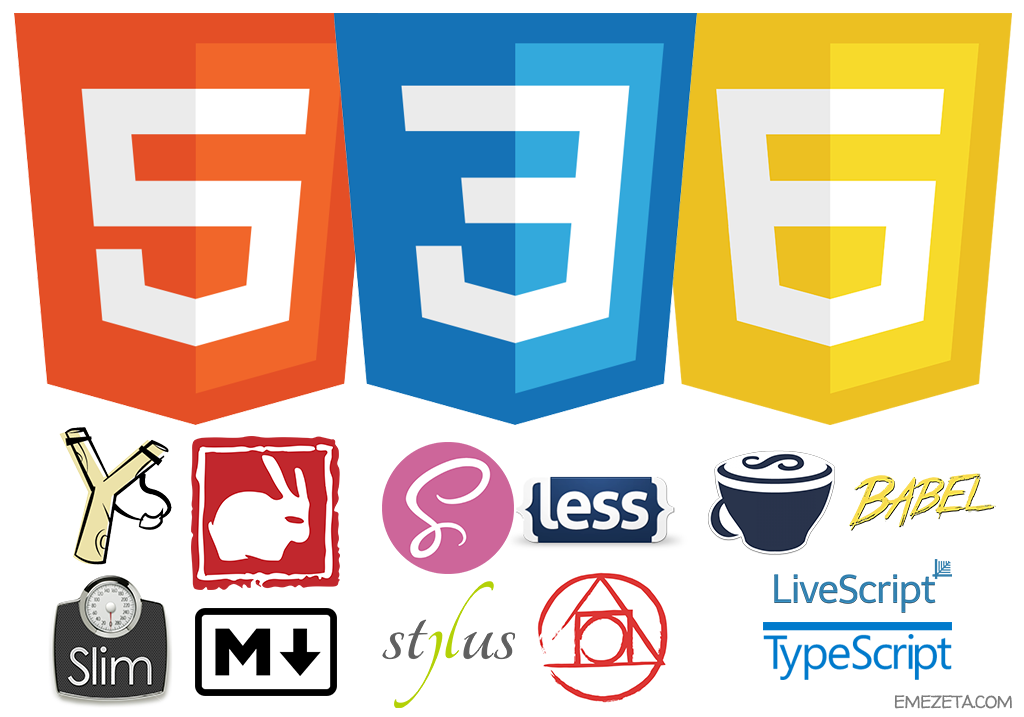 5 3 6
less
BABEL
LiveScript
Slim
M
stylus
TypeScript
EMEZETA.COM